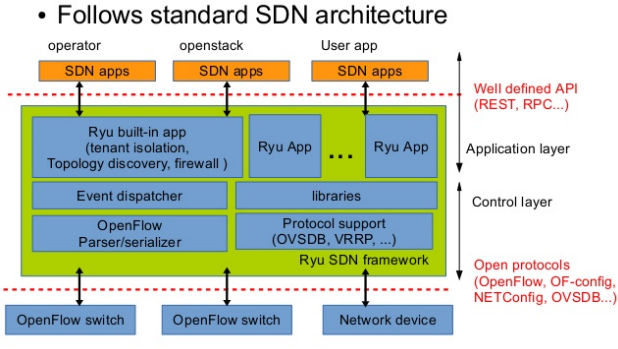 • Follows standard SDN architecture
operator
openstack
User app
SDN apps
SDN apps
SDN apps
Well defined API
(REST, RPC...)
Ryu built-in app
(tenant isolation,
Topology discovery, firewall )
Ryu App
...
Ryu App
Application layer
Event dispatcher
libraries
Control layer
OpenFlow
Parser/serializer
Protocol support
(OVSDB, VRRP, ...)
Ryu SDN framework
Open protocols
(OpenFlow, OF-config,
NETConfig, OVSDB...)
OpenFlow switch
OpenFlow switch
Network device